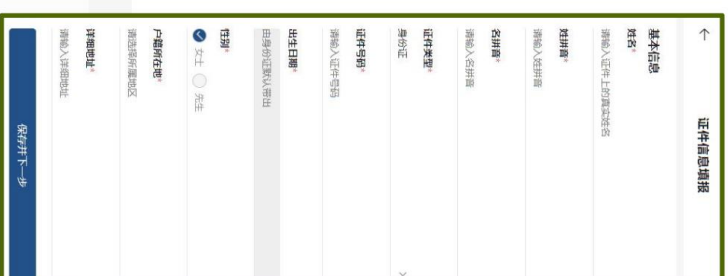 证件信息填报
基本信息
姓名*
请输入证件上的真实姓名
姓拼音*
请输入姓拼音
名拼音*
请输入名拼音
证件类型*
身份证
证件号码*
请输入证件号码
出生日期*
由身份证默认带出
性别*
女士 先生
户籍所在地*
请选择所属地区
详细地址*
请输入详细地址
保存并下一步